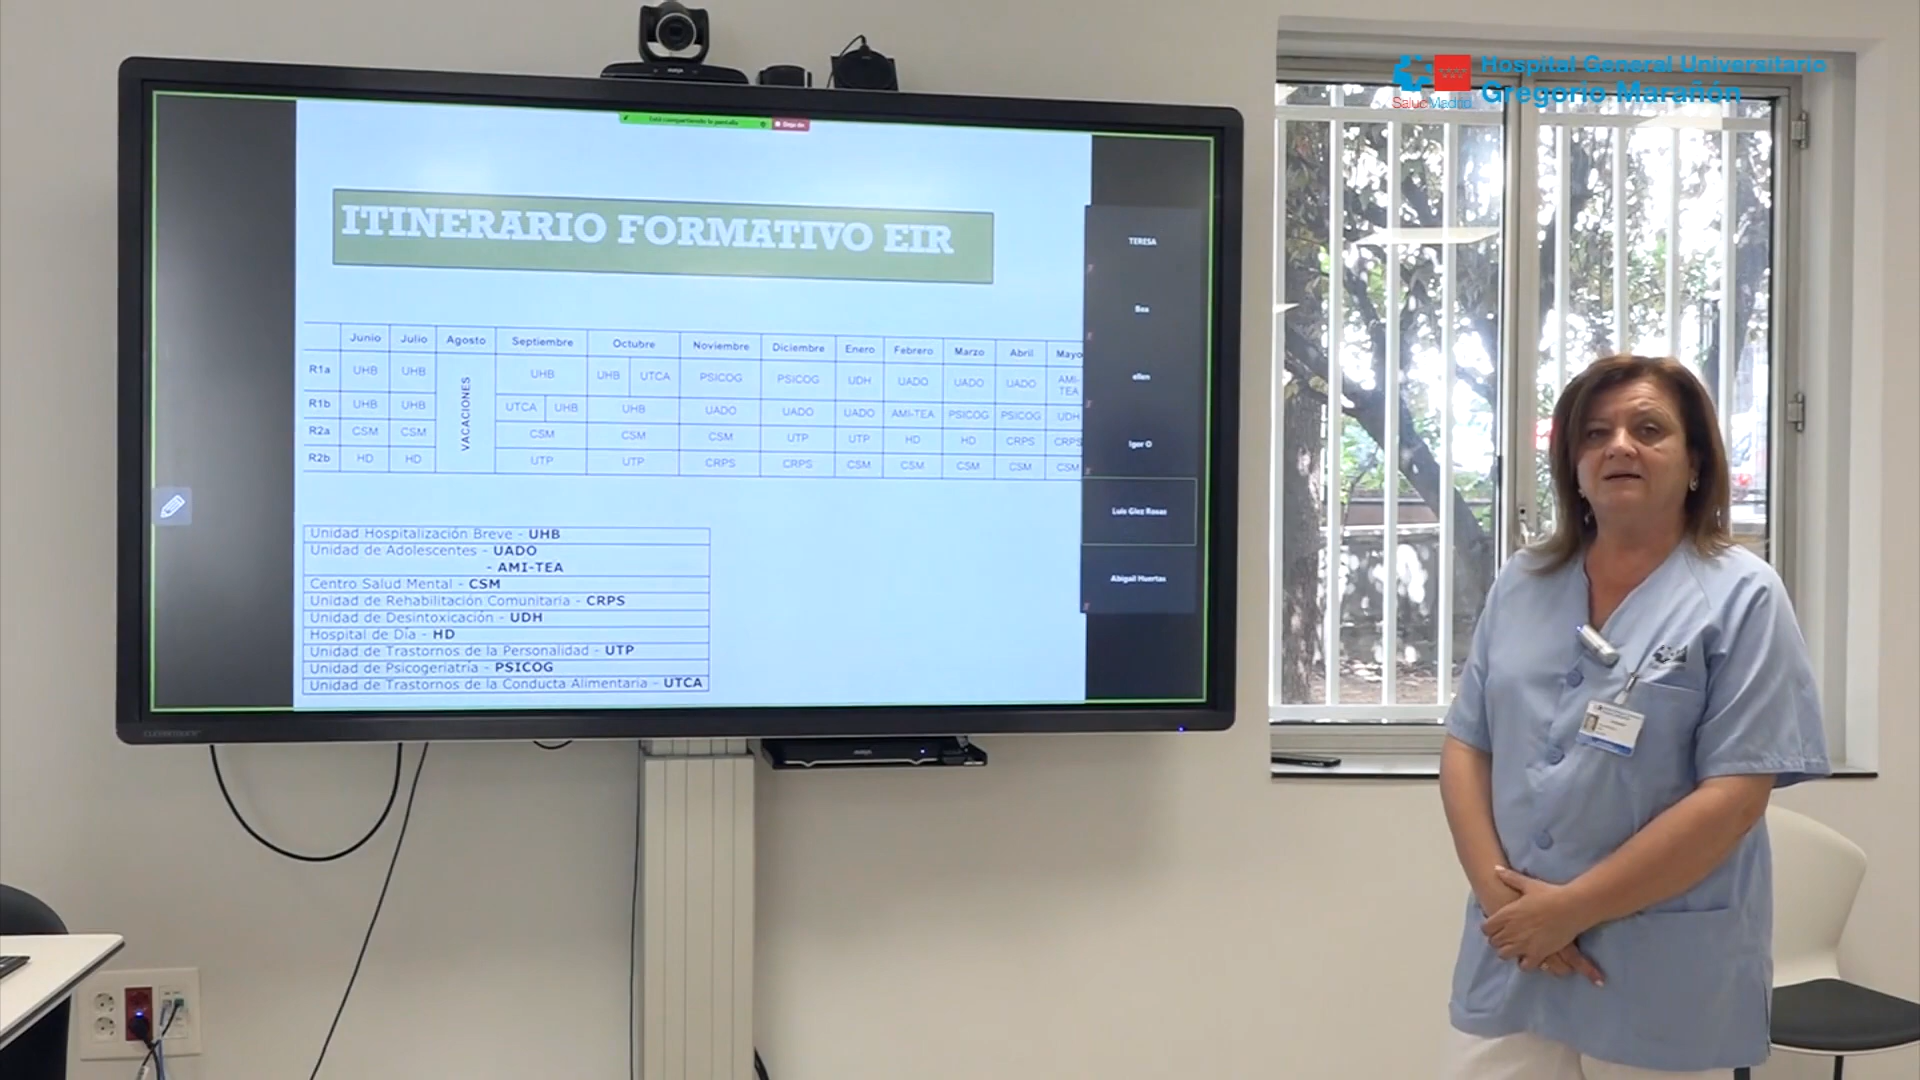 Hospital General Universitario
Gregorio Marañón
SaludMadrid
Está compartiendo la pantalla
ITINERARIO FORMATIVO EIR
Junio Julio Agosto Septiembre Octubre Noviembre Diciembre Enero Febrero Marzo Abril Mayo
R1a UHB UHB UHB UHB UTCA PSICOG PSICOG UDH UADO UADO UADO AMI-TEA
VACACIONES
R1b UHB UHB UTCA UHB UHB UADO UADO UADO AMI-TEA PSICOG PSICOG UDH
R2a CSM CSM CSM CSM CSM UTP UTP HD HD CRPS CRPS
R2b HD HD UTP UTP CRPS CRPS CSM CSM CSM CSM CSM
Unidad Hospitalización Breve - UHB
Unidad de Adolescentes - UADO
- AMI-TEA
Centro Salud Mental - CSM
Unidad de Rehabilitación Comunitaria - CRPS
Unidad de Desintoxicación - UDH
Hospital de Día - HD
Unidad de Trastornos de la Personalidad - UTP
Unidad de Psicogeriatría - PSICOG
Unidad de Trastornos de la Conducta Alimentaria - UTCA
TERESA
Bea
ellen
Igor O
Luis Glez Rosas
Abigail Huertas